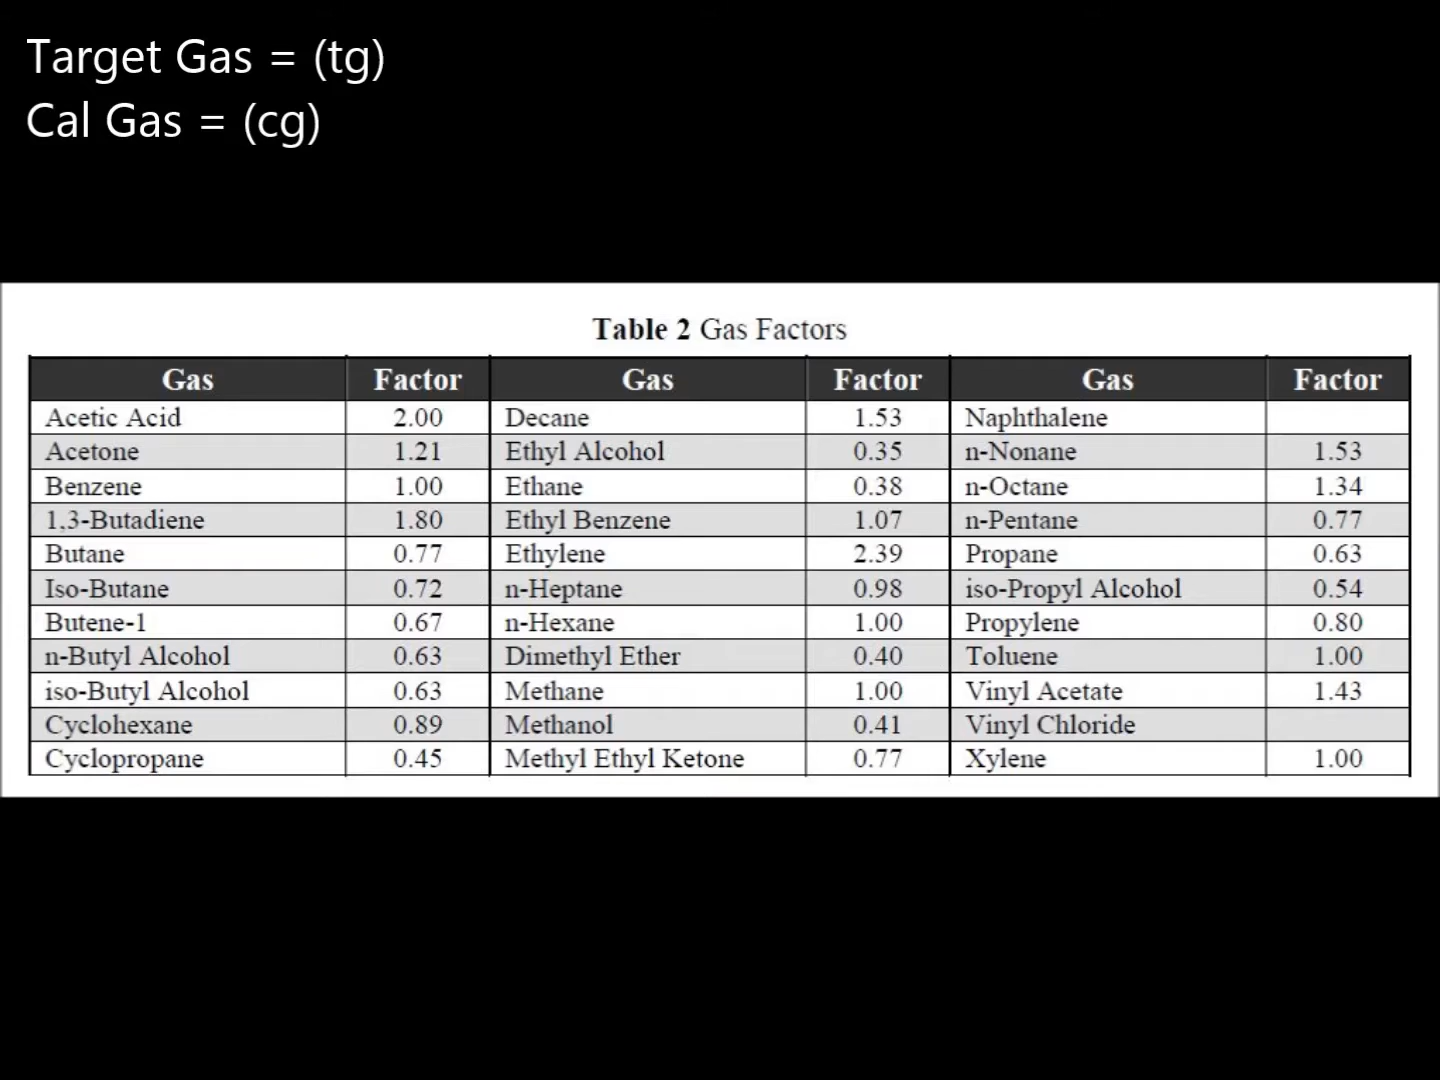 Target Gas = (tg)
Cal Gas = (cg)
Table 2 Gas Factors
Gas Factor Gas Factor Gas Factor
Acetic Acid 2.00 Decane 1.53 Naphthalene
Acetone 1.21 Ethyl Alcohol 0.35 n-Nonane 1.53
Benzene 1.00 Ethane 0.38 n-Octane 1.34
1,3-Butadiene 1.80 Ethyl Benzene 1.07 n-Pentane 0.77
Butane 0.77 Ethylene 2.39 Propane 0.63
Iso-Butane 0.72 n-Heptane 0.98 iso-Propyl Alcohol 0.54
Butene-1 0.67 n-Hexane 1.00 Propylene 0.80
n-Butyl Alcohol 0.63 Dimethyl Ether 0.40 Toluene 1.00
iso-Butyl Alcohol 0.63 Methane 1.00 Vinyl Acetate 1.43
Cyclohexane 0.89 Methanol 0.41 Vinyl Chloride
Cyclopropane 0.45 Methyl Ethyl Ketone 0.77 Xylene 1.00